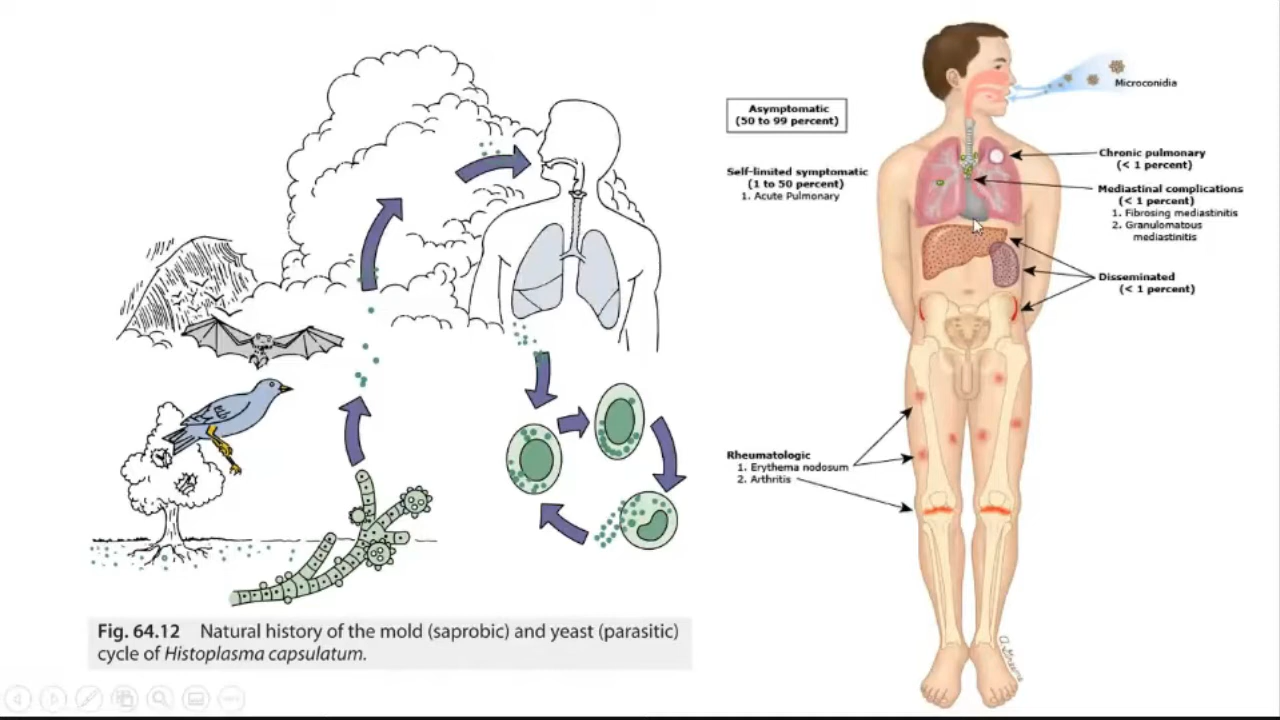 Fig. 64.12 Natural history of the mold (saprobic) and yeast (parasitic)
cycle of Histoplasma capsulatum.
Microconidia
Asymptomatic
(50 to 99 percent)
Self-limited symptomatic
(1 to 50 percent)
1. Acute Pulmonary
Chronic pulmonary
(< 1 percent)
Mediastinal complications
(< 1 percent)
1. Fibrosing mediastinitis
2. Granulomatous
mediastinitis
Disseminated
(< 1 percent)
Rheumatologic
1. Erythema nodosum
2. Arthritis